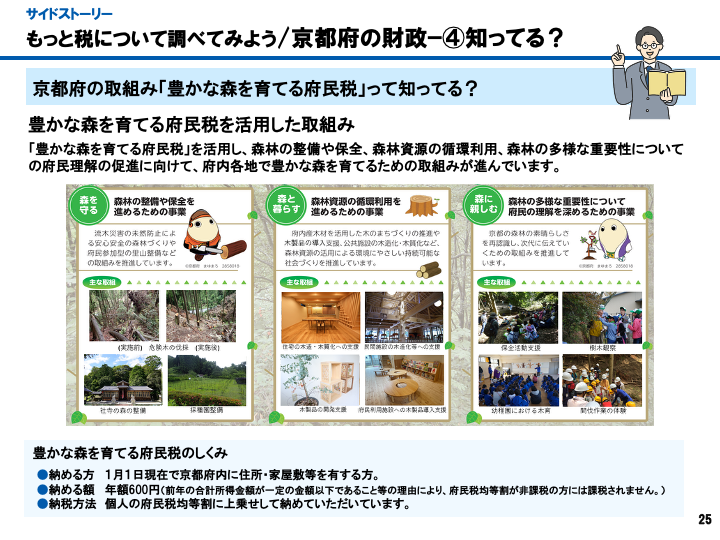 サイドストーリー
もっと税について調べてみよう/京都府の財政-④知ってる?
京都府の取組み「豊かな森を育てる府民税」って知ってる?
豊かな森を育てる府民税を活用した取組み
「豊かな森を育てる府民税」を活用し、森林の整備や保全、森林資源の循環利用、森林の多様な重要性について
の府民理解の促進に向けて、府内各地で豊かな森を育てるための取組みが進んでいます。
森を
守る
森林の整備や保全を
進めるための事業
流木災害の未然防止によ
る安心安全の森林づくりや
府民参加型の里山整備など
の取組みを推進しています。
©京都府 まゆまろ 2858018
主な取組
(実施前) 危険木の伐採 (実施後)
社寺の森の整備
採種園整備
森と
暮らす
森林資源の循環利用を
進めるための事業
府内産木材を活用した木のまちづくりの推進や
木製品の導入支援、公共施設の木造化・木質化など、
森林資源の活用による環境にやさしい持続可能な
社会づくりを推進しています。
主な取組
住宅の木造・木質化への支援
民間施設の木造化等への支援
木製品の開発支援
府民利用施設への木製品導入支援
森に
親しむ
森林の多様な重要性について
府民の理解を深めるための事業
京都の森林の素晴らしさ
を再認識し、次代に伝えてい
くための取組みを推進して
います。
©京都府 まゆまろ 2858018
主な取組
保全活動支援
樹木観察
幼稚園における木育
間伐作業の体験
豊かな森を育てる府民税のしくみ
●納める方 1月1日現在で京都府内に住所・家屋敷等を有する方。
●納める額 年額600円(前年の合計所得金額が一定の金額以下であること等の理由により、府民税均等割が非課税の方には課税されません。)
●納税方法 個人の府民税均等割に上乗せして納めていただいています。
25